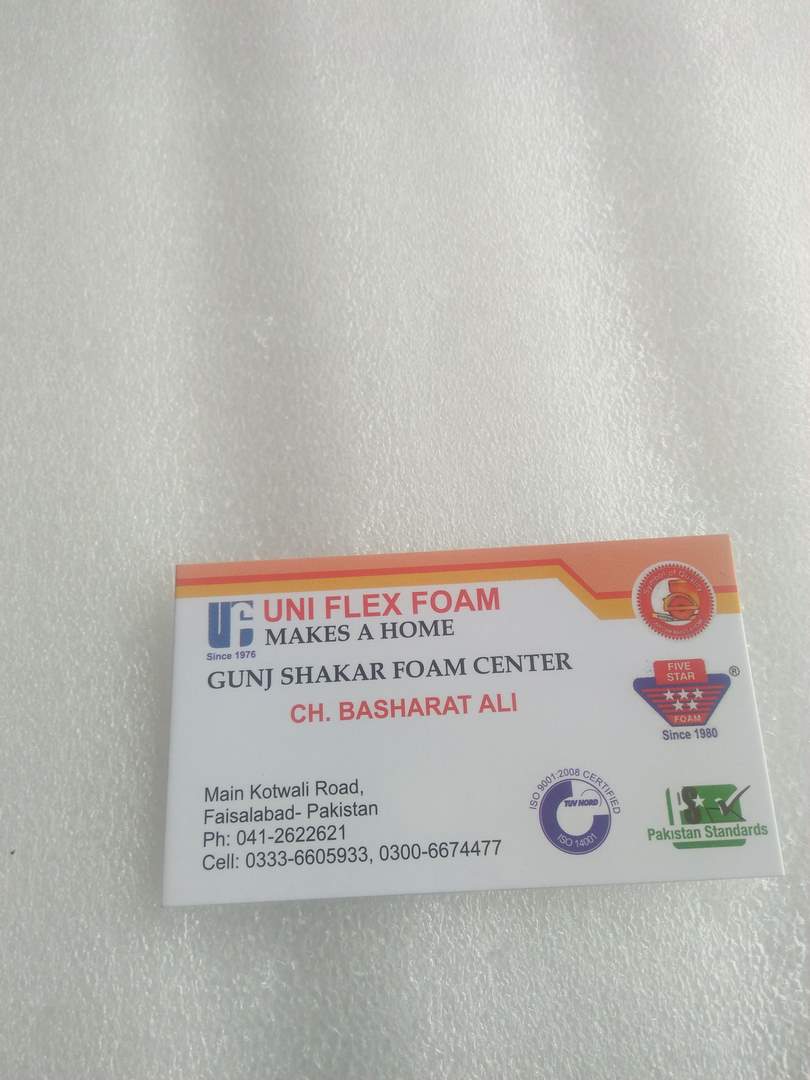 UNI FLEX FOAM
MAKES A HOME
Since 1976
GUNJ SHAKAR FOAM CENTER
CH. BASHARAT ALI
Main Kotwali Road,
Faisalabad- Pakistan
Ph: 041-2622621
Cell: 0333-6605933, 0300-6674477
of Quality
FIVE
STAR
®
FOAM
Since 1980
ISO 9001:2008 CERTIFIED
TUV NORD
ISO 14001
Pakistan Standards